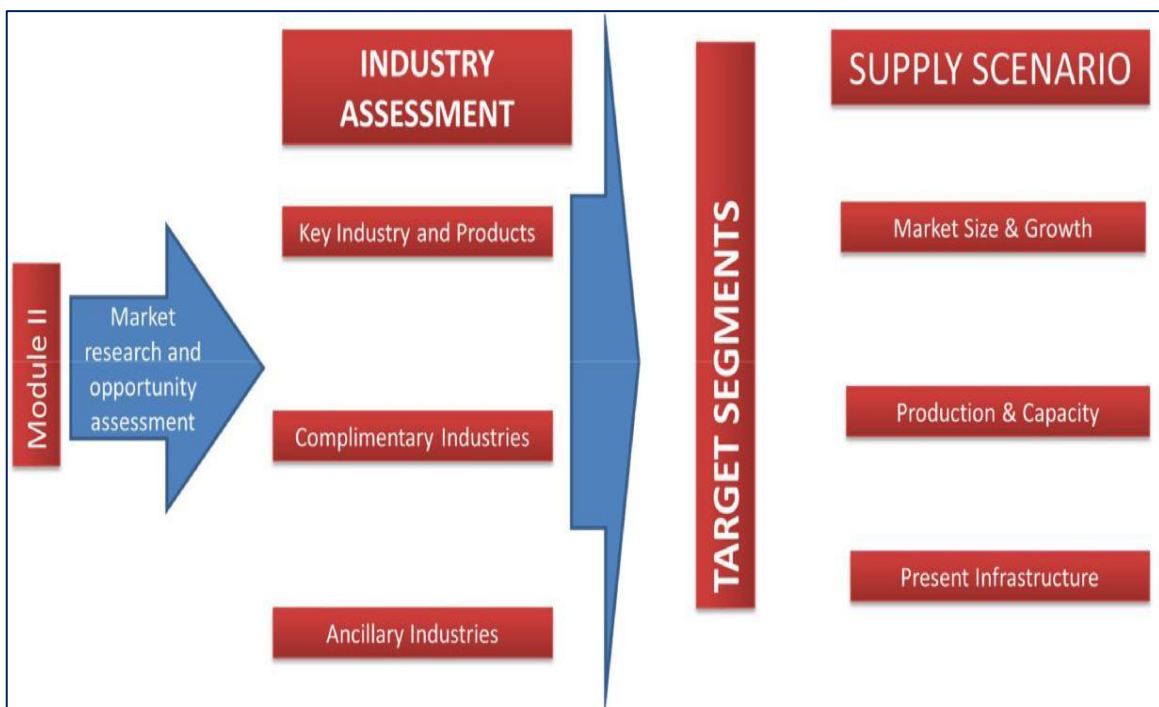 Module II
Market
research and
opportunity
assessment
INDUSTRY
ASSESSMENT
Key Industry and Products
Complimentary Industries
Ancillary Industries
TARGET SEGMENTS
SUPPLY SCENARIO
Market Size & Growth
Production & Capacity
Present Infrastructure